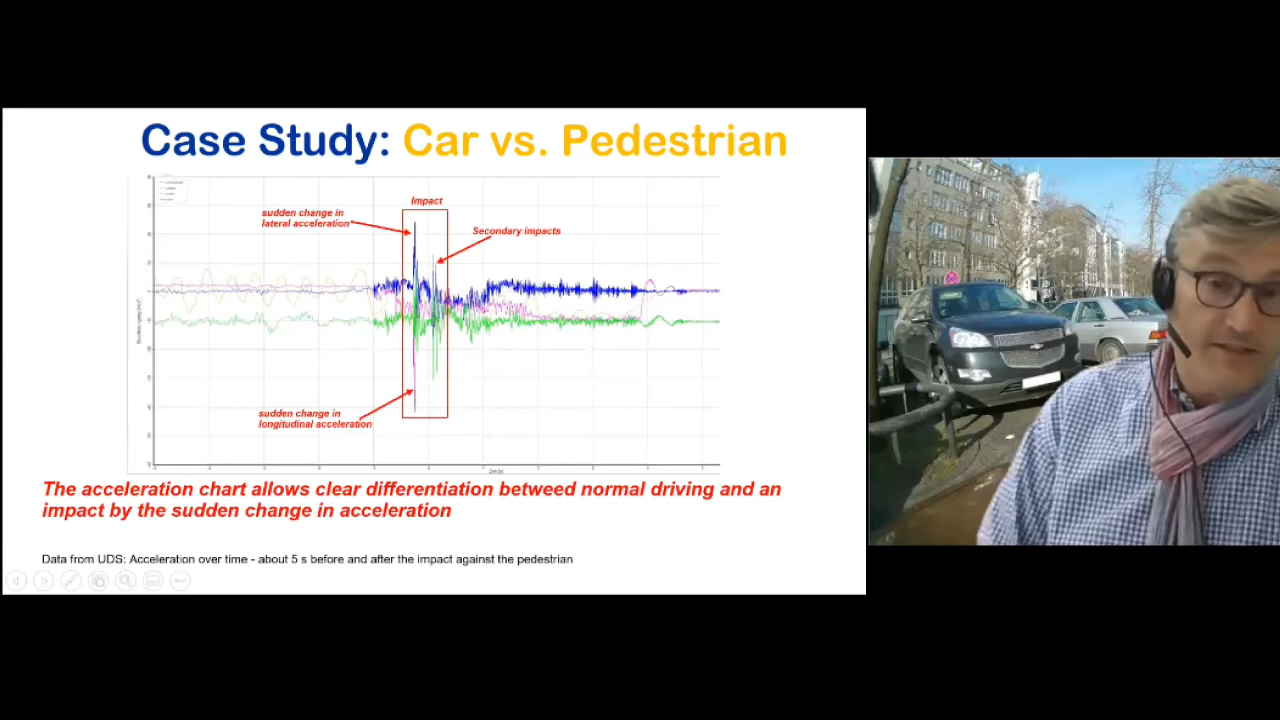 Case Study: Car vs. Pedestrian
Impact
sudden change in
lateral acceleration
Secondary impacts
sudden change in
longitudinal acceleration
The acceleration chart allows clear differentiation betweed normal driving and an
impact by the sudden change in acceleration
Data from UDS: Acceleration over time - about 5 s before and after the impact against the pedestrian